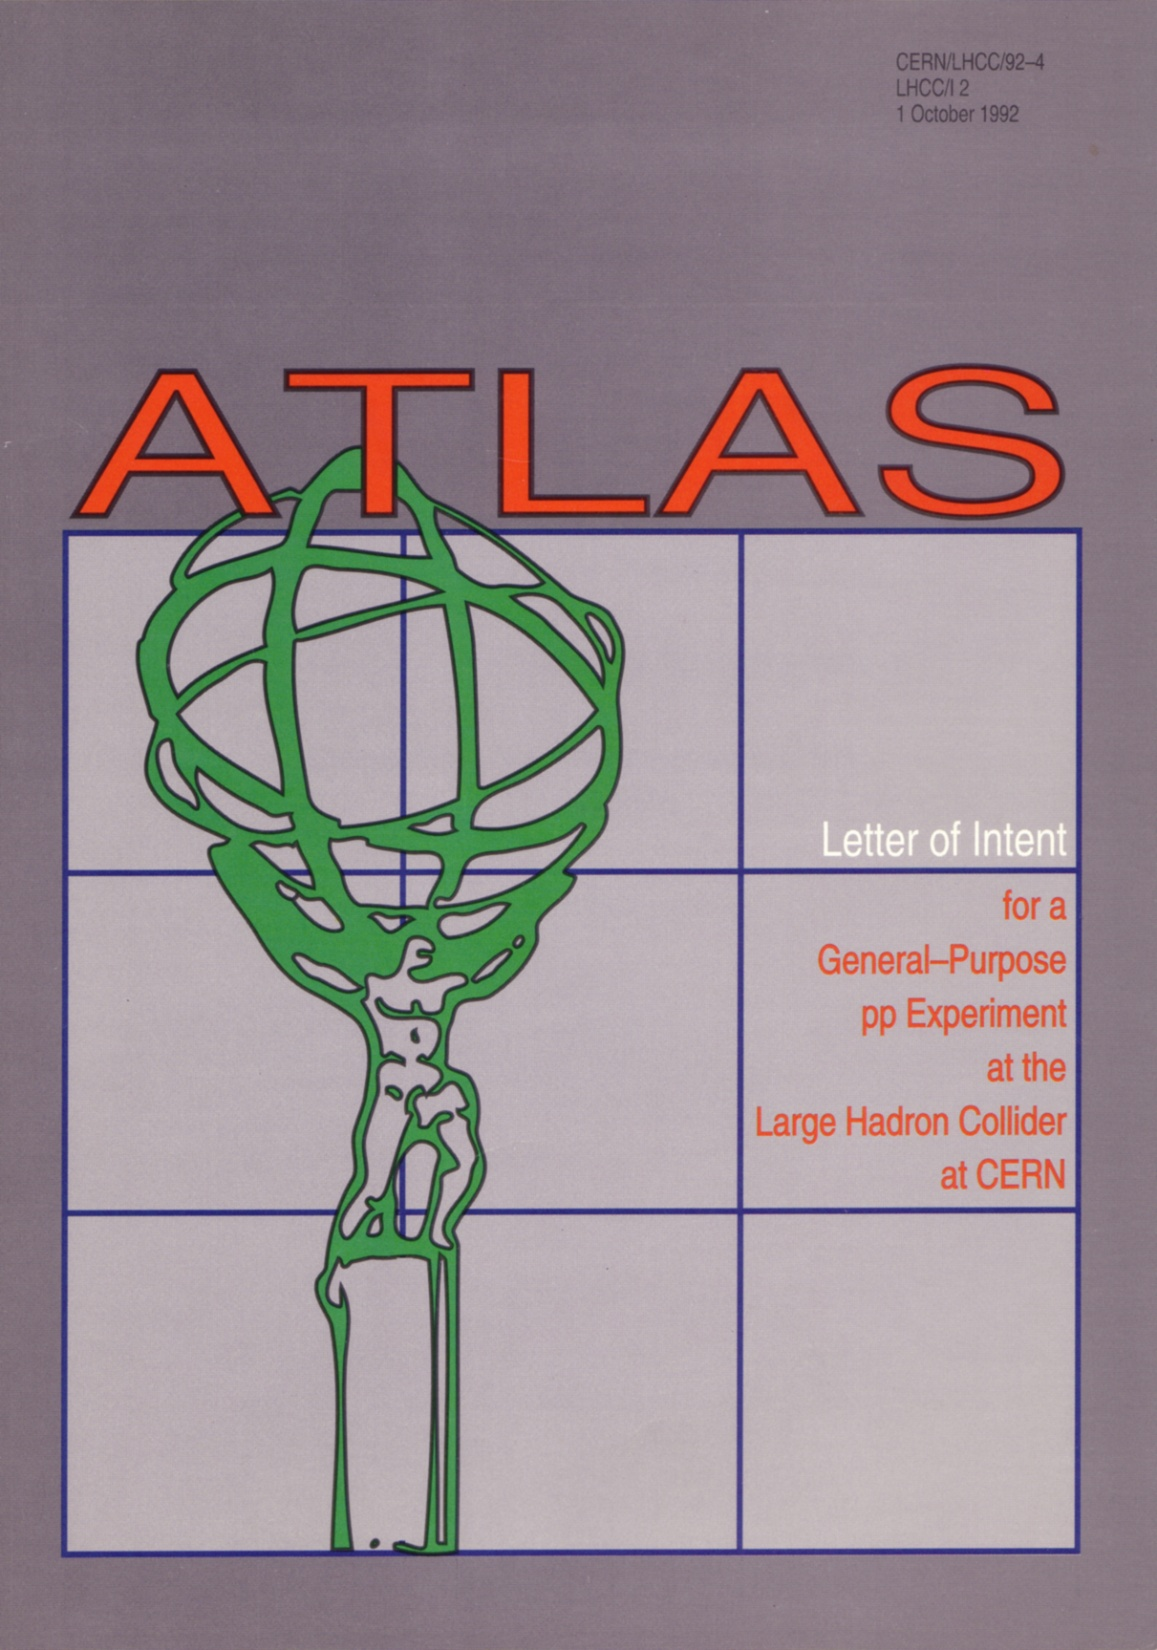 CERN/LHCC/92–4
LHCC/I 2
1 October 1992
ATLAS
Letter of Intent
for a
General–Purpose
pp Experiment
at the
Large Hadron Collider
at CERN